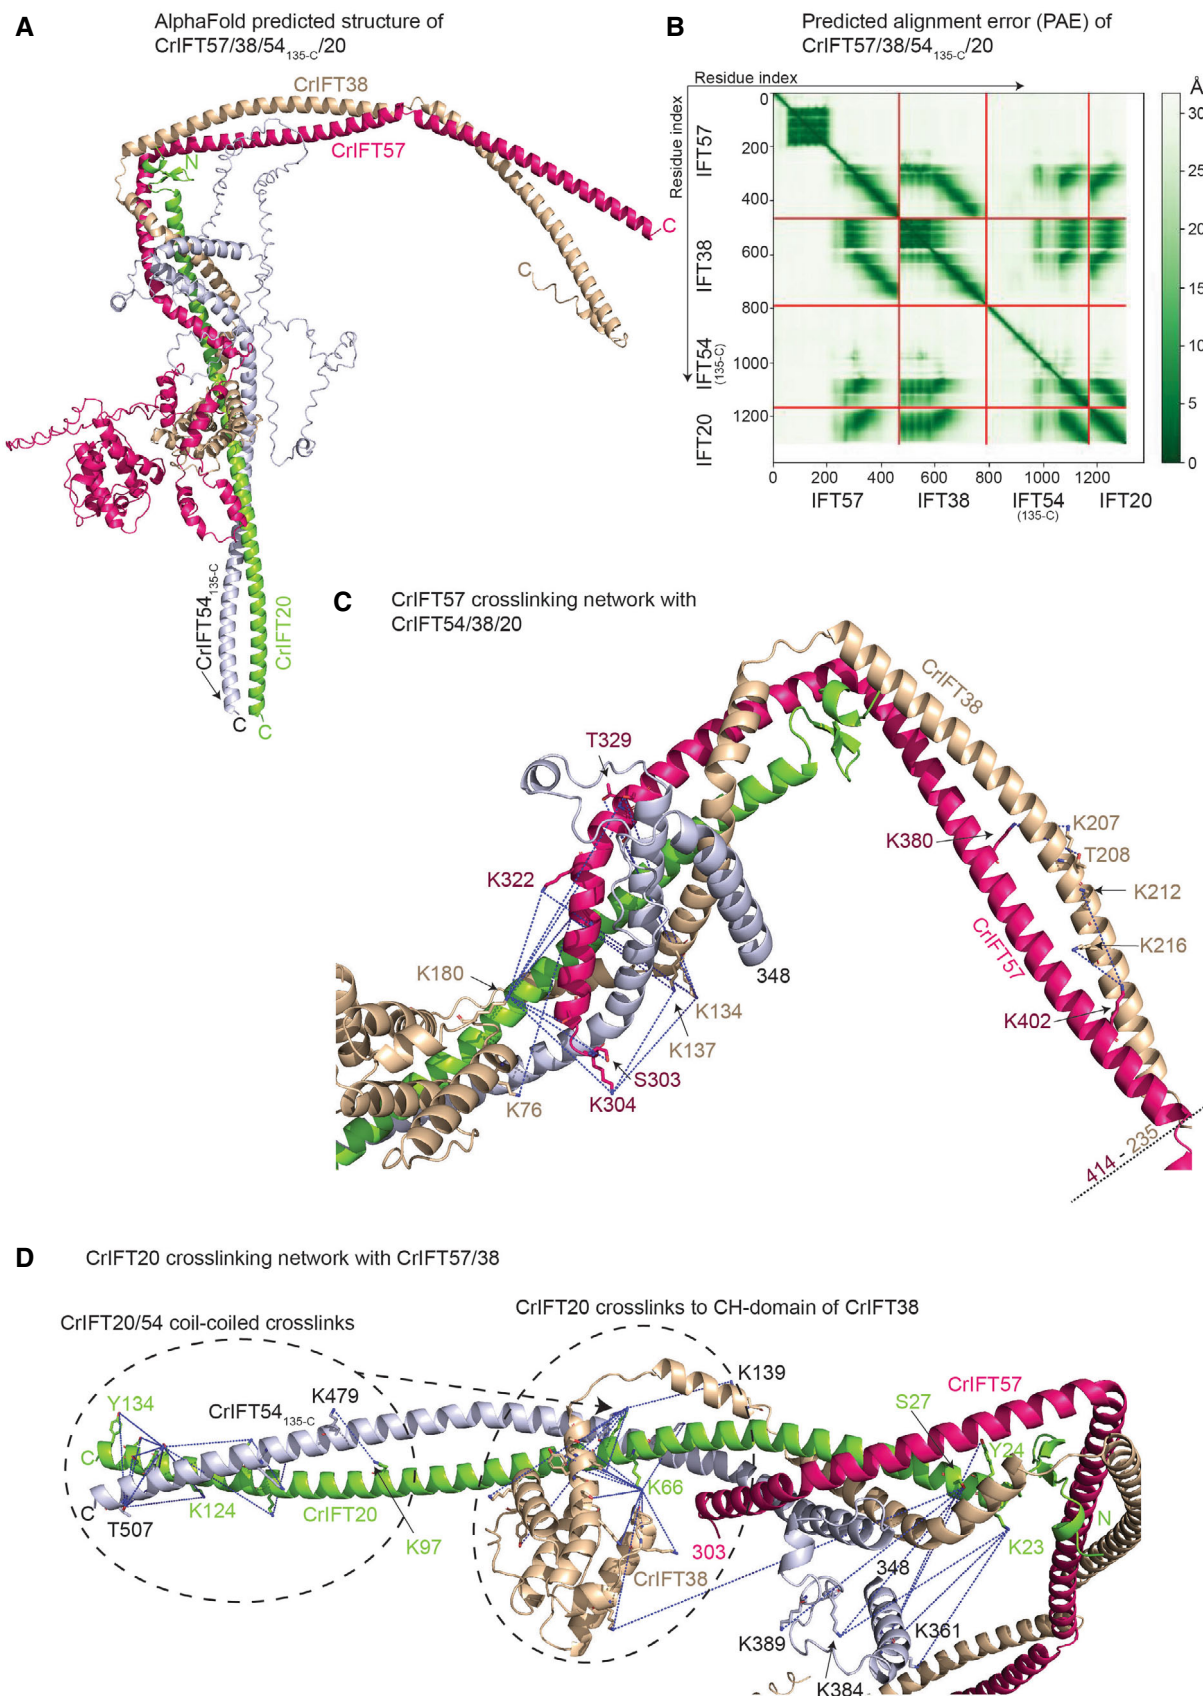 A
AlphaFold predicted structure of
CrIFT57/38/54135-C/20
CrIFT38
CrIFT57
N
C
C
CrIFT54135-C
CrIFT20
C
C
B
Predicted alignment error (PAE) of
CrIFT57/38/54135-C/20
Residue index
Residue index
Å
0
200
400
600
800
1000
1200
IFT57
IFT38
IFT54
(135-C)
IFT20
0 200 400 600 800 1000 1200
IFT57 IFT38 IFT54 IFT20
(135-C)
30
25
20
15
10
5
0
C
CrIFT57 crosslinking network with
CrIFT54/38/20
CrIFT38
T329
K207
K380
T208
K322
K212
CrIFT57
K216
348
K180
K134
K402
K137
S303
K76
K304
414 - 235
D
CrIFT20 crosslinking network with CrIFT57/38
CrIFT20/54 coil-coiled crosslinks
CrIFT20 crosslinks to CH-domain of CrIFT38
K139
Y134
K479
CrIFT57
CrIFT54135-C
S27
Y24
C
K66
C
K124
CrIFT20
T507
K97
303
N
K23
CrIFT38
348
K389
K361
K384